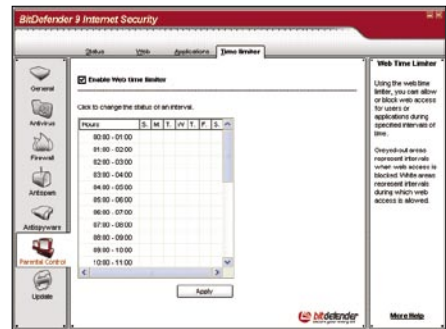 BitDefender 9 Internet Security
Status
Web
Applications
Time limiter
General
Antivirus
Firewall
Antispam
Antispyware
Parental Control
Update
Enable Web time limiter
Click to change the status of an interval.
Hours S. M. T. W. T. F. S.
00:00 - 01:00
01:00 - 02:00
02:00 - 03:00
03:00 - 04:00
04:00 - 05:00
05:00 - 06:00
06:00 - 07:00
07:00 - 08:00
08:00 - 09:00
09:00 - 10:00
10:00 - 11:00
Apply
Web Time Limiter
Using the web time
limiter, you can allow
or block web access
for users or
applications during
specified intervals of
time.
Greyed-out areas
represent intervals
when web access is
blocked. White areas
represent intervals
during which web
access is allowed.
bitdefender
secure your every bit
More Help